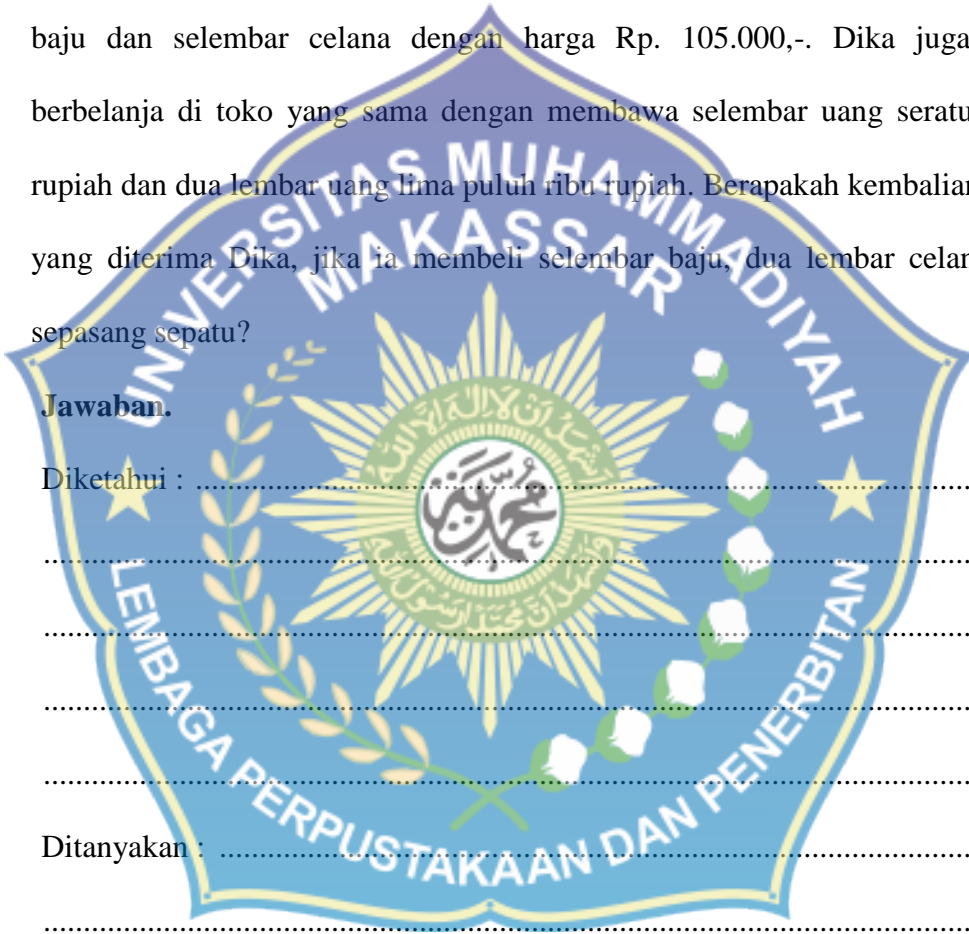 baju dan selembar celana dengan harga Rp. 105.000,-. Dika juga
berbelanja di toko yang sama dengan membawa selembar uang seratu
rupiah dan dua lembar uang lima puluh ribu rupiah. Berapakah kembalian
yang diterima Dika, jika ia membeli selembar baju, dua lembar celan
sepasang sepatu?
Jawaban.
Diketahui : ................................................................
................................................................
................................................................
................................................................
................................................................
Ditanyakan : ................................................................
................................................................
UNIVERSITAS MUHAMMADIYAH
MAKASSAR
LEMBAGA PERPUSTAKAAN DAN PENERBITAN